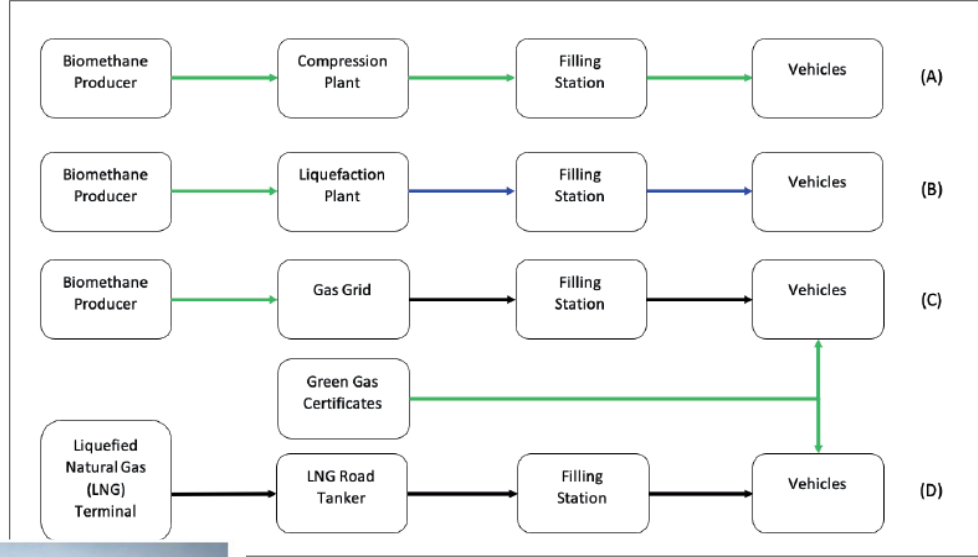 Biomethane
Producer
Compression
Plant
Filling
Station
Vehicles
(A)
Biomethane
Producer
Liquefaction
Plant
Filling
Station
Vehicles
(B)
Biomethane
Producer
Gas Grid
Filling
Station
Vehicles
(C)
Green Gas
Certificates
Liquefied
Natural Gas
(LNG)
Terminal
LNG Road
Tanker
Filling
Station
Vehicles
(D)